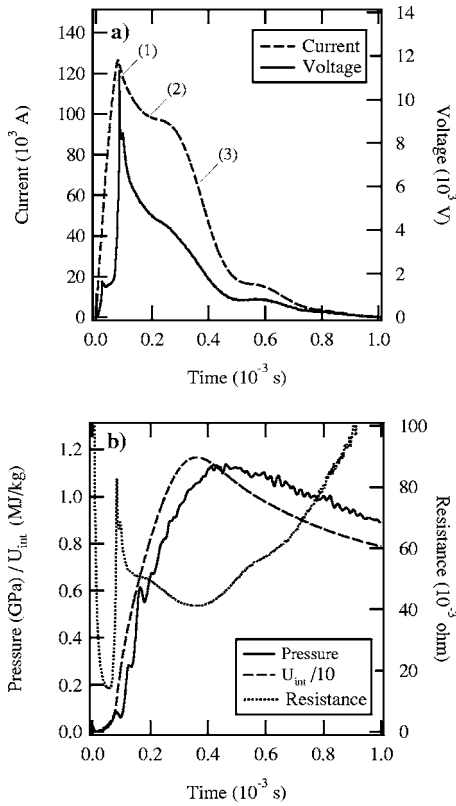 a)
140
120
100
80
60
40
20
0
Current (10³ A)
14
12
10
8
6
4
2
0
Voltage (10³ V)
Current
Voltage
(1)
(2)
(3)
0.0 0.2 0.4 0.6 0.8 1.0
Time (10⁻³ s)
b)
1.2
1.0
0.8
0.6
0.4
0.2
0.0
Pressure (GPa) / U_int (MJ/kg)
100
80
60
40
20
0
Resistance (10⁻³ ohm)
Pressure
U_int/10
Resistance
0.0 0.2 0.4 0.6 0.8 1.0
Time (10⁻³ s)